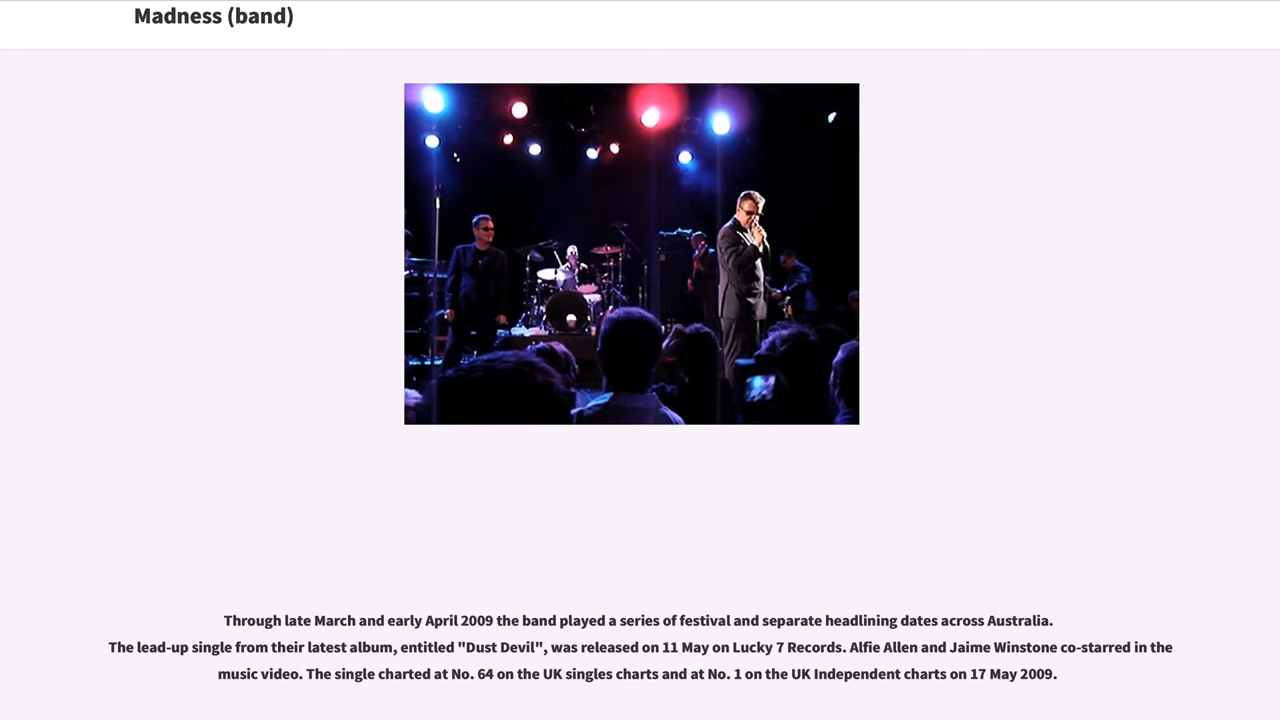 Madness (band)
Through late March and early April 2009 the band played a series of festival and separate headlining dates across Australia.
The lead-up single from their latest album, entitled "Dust Devil", was released on 11 May on Lucky 7 Records. Alfie Allen and Jaime Winstone co-starred in the
music video. The single charted at No. 64 on the UK singles charts and at No. 1 on the UK Independent charts on 17 May 2009.